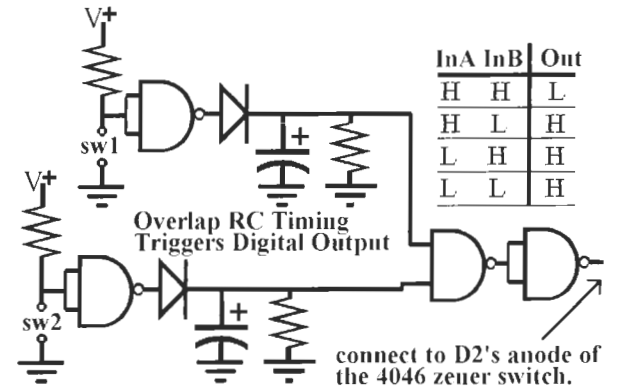 V+
InA InB Out
H H L
H L H
L H H
L L H
sw1
V+
Overlap RC Timing
Triggers Digital Output
+
sw2
+
connect to D2's anode of
the 4046 zener switch.